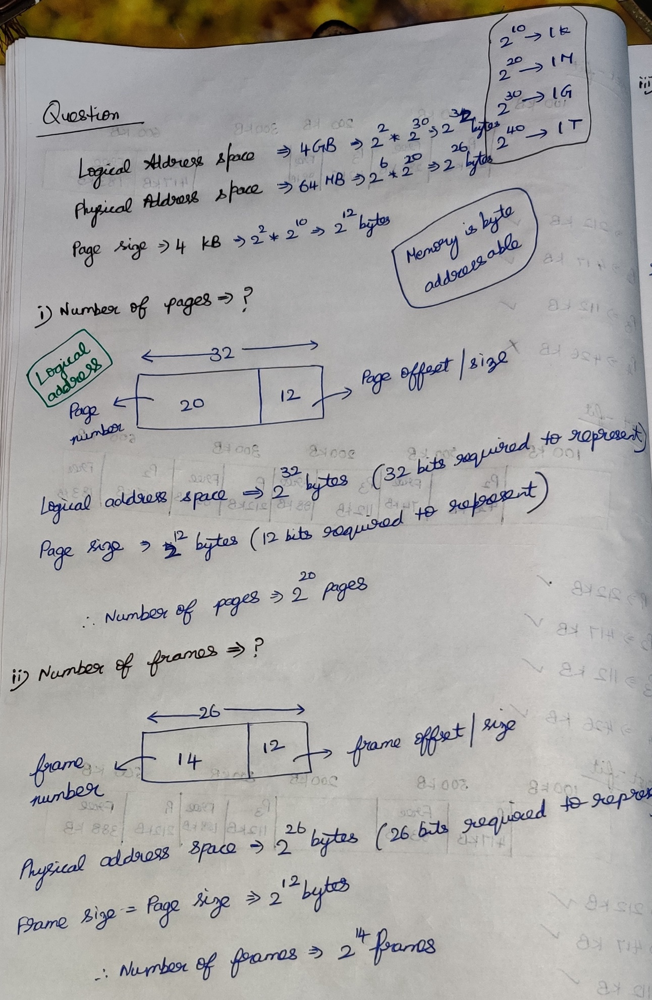 2^10 → 1K
2^20 → 1M
2^30 → 1G
2^40 → 1T
Question
Logical Address space ⇒ 4GB ⇒ 2^2 * 2^30 ⇒ 2^32 bytes
Physical Address space ⇒ 64 MB ⇒ 2^6 * 2^20 ⇒ 2^26 bytes
Page size ⇒ 4 kB ⇒ 2^2 * 2^10 ⇒ 2^12 bytes
Memory is byte
addressable
i) Number of pages ⇒ ?
Logical
address
32
Page
number
20
12
Page offset / size
Logical address space ⇒ 2^32 bytes (32 bits required to represent)
Page size ⇒ 2^12 bytes (12 bits required to represent)
∴ Number of pages ⇒ 2^20 pages
ii) Number of frames ⇒ ?
26
frame
number
14
12
frame offset / size
Physical address space ⇒ 2^26 bytes (26 bits required to repres
Frame size = Page size ⇒ 2^12 bytes
∴ Number of frames ⇒ 2^14 frames
iii)